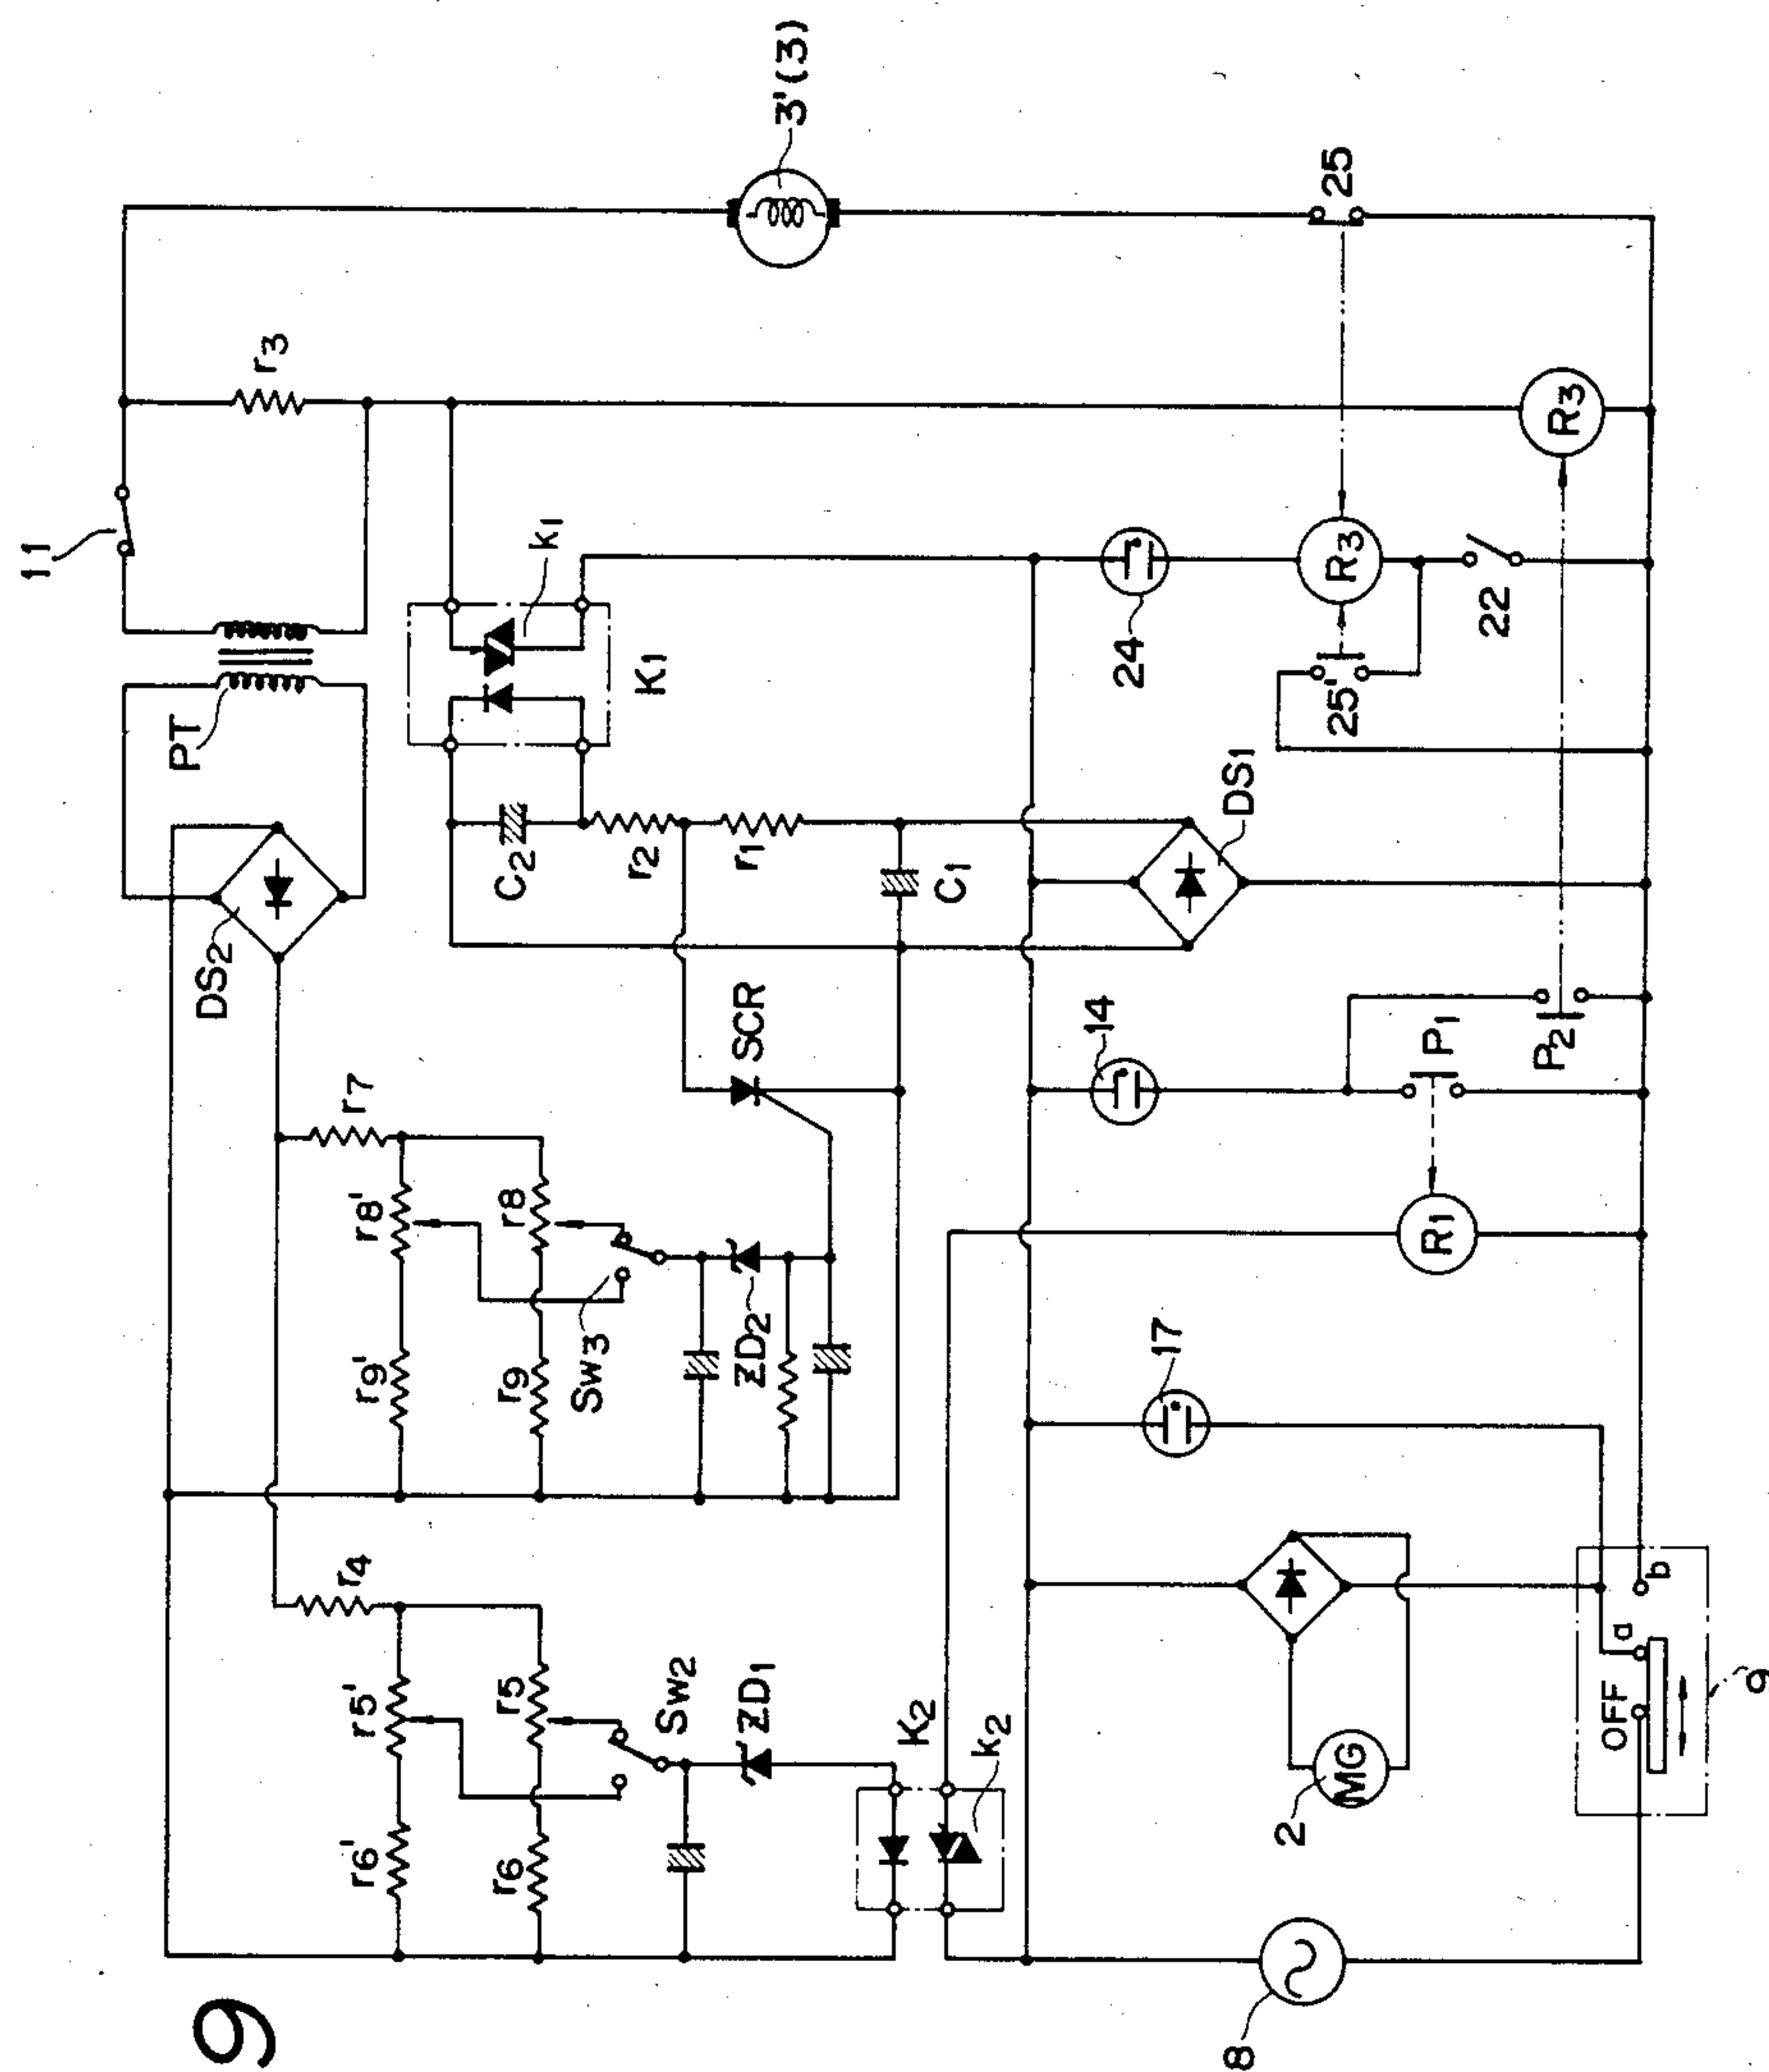 9
11
PT
DS2
r3
3'(3)
r7
r8'
r9'
r8
r9
Sw3
ZD2
SCR
C2
r2
r1
C1
K1
k1
r4
r5'
r6'
r5
r6
Sw2
ZD1
K2
k2
DS1
24
R3
25'
22
25
R3
14
P1
P2
R1
17
2
MG
OFF
a
b
9
8